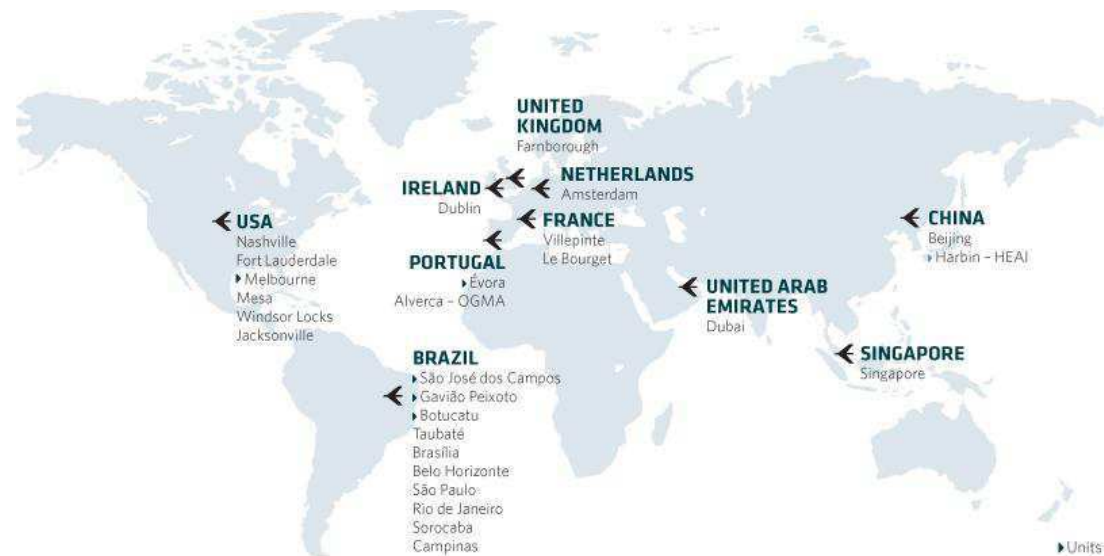 UNITED
KINGDOM
Farnborough
NETHERLANDS
Amsterdam
IRELAND
Dublin
USA
Nashville
Fort Lauderdale
Melbourne
Mesa
Windsor Locks
Jacksonville
FRANCE
Villepinte
Le Bourget
CHINA
Beijing
Harbin – HEAI
PORTUGAL
Évora
Alverca – OGMA
UNITED ARAB
EMIRATES
Dubai
SINGAPORE
Singapore
BRAZIL
São José dos Campos
Gavião Peixoto
Botucatu
Taubaté
Brasília
Belo Horizonte
São Paulo
Rio de Janeiro
Sorocaba
Campinas
Units